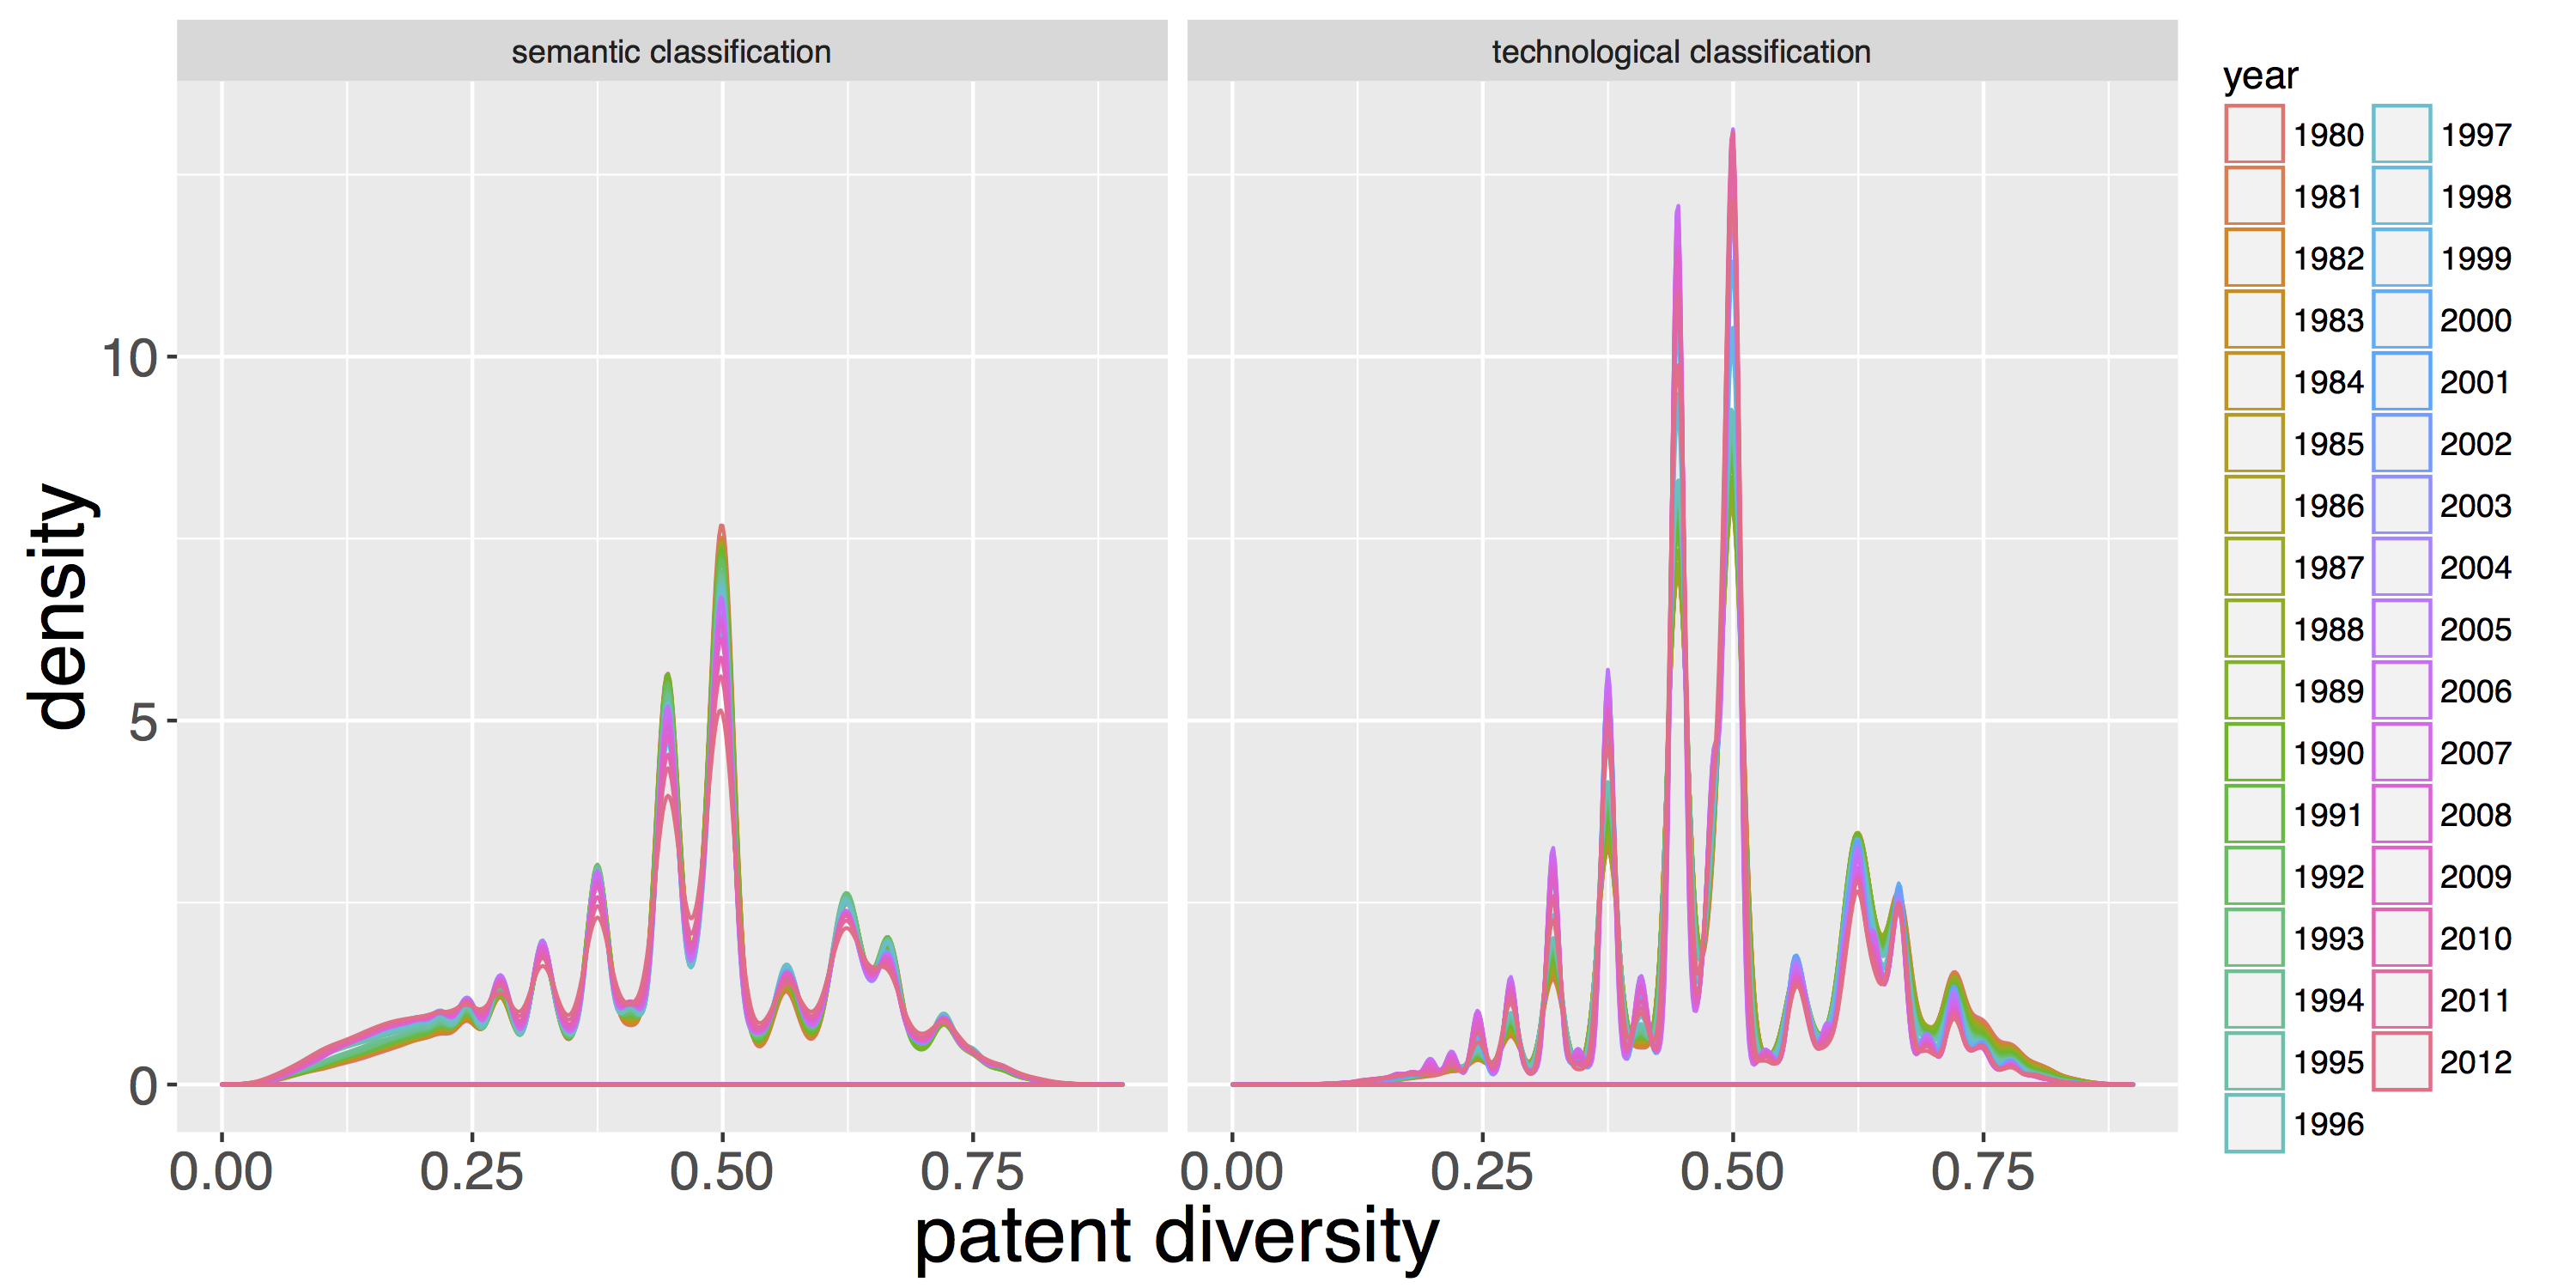 semantic classification
technological classification
density
10
5
0
0.00 0.25 0.50 0.75
0.00 0.25 0.50 0.75
patent diversity
year
1980 1997
1981 1998
1982 1999
1983 2000
1984 2001
1985 2002
1986 2003
1987 2004
1988 2005
1989 2006
1990 2007
1991 2008
1992 2009
1993 2010
1994 2011
1995 2012
1996